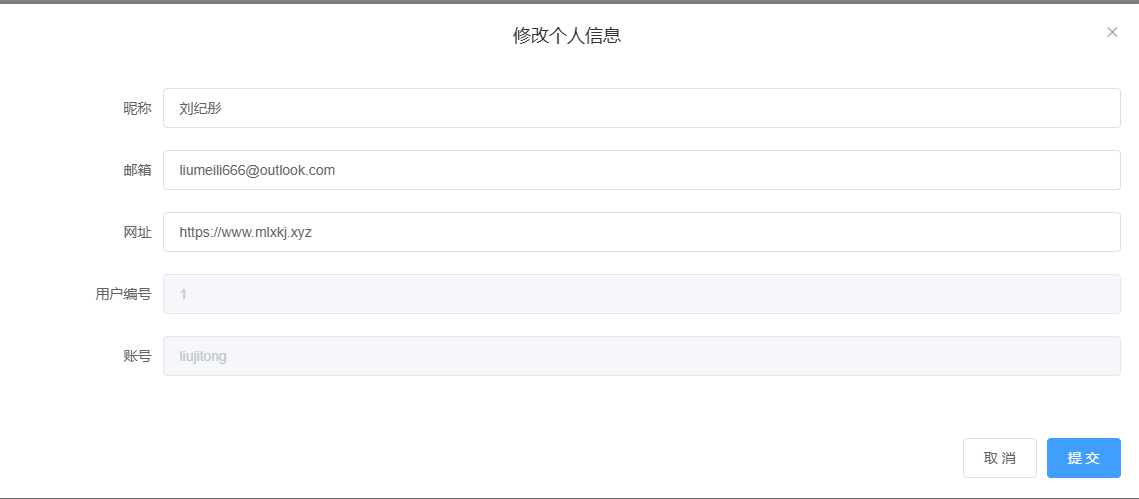 修改个人信息
昵称 刘纪彤
邮箱 liumeili666@outlook.com
网址 https://www.mlxkj.xyz
用户编号 1
账号 liujitong
取 消 提 交